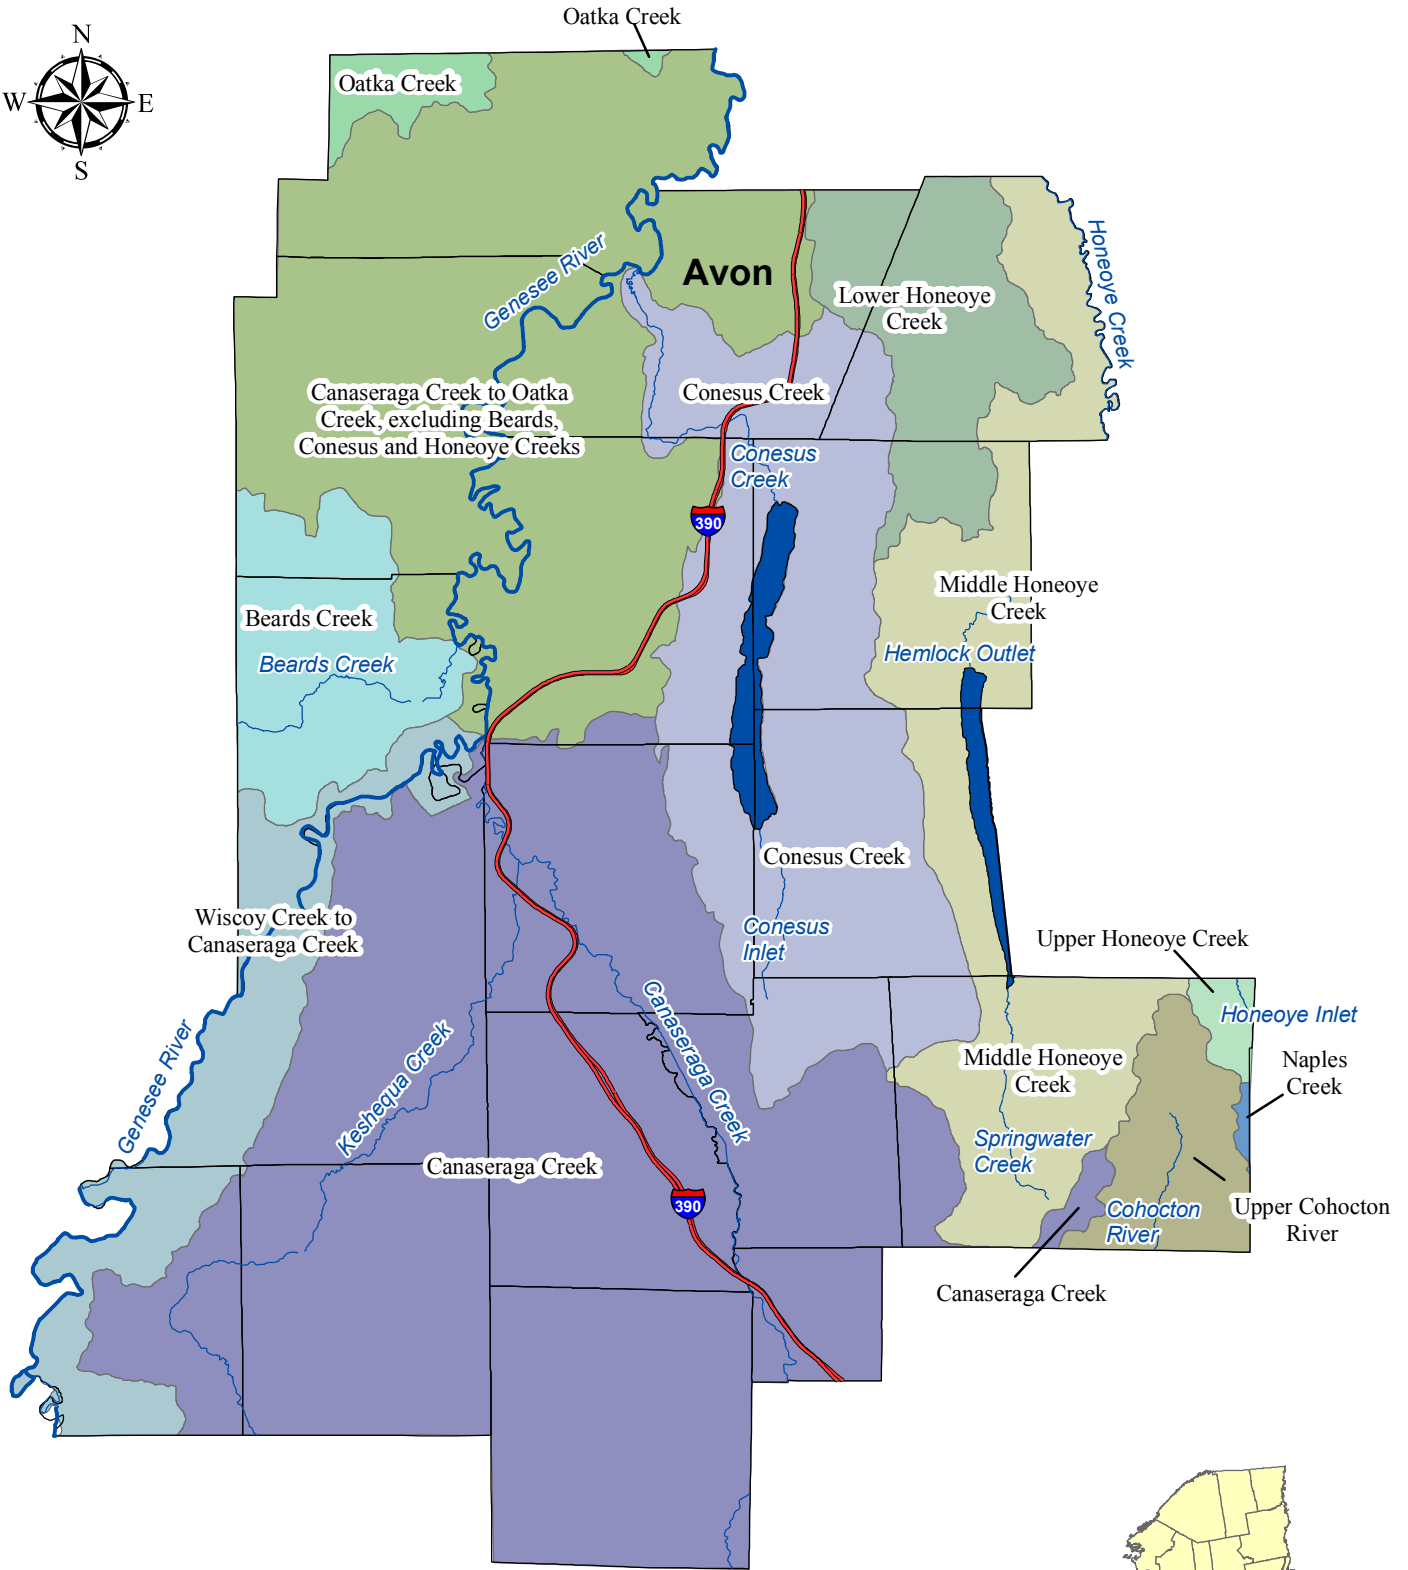 Oatka Creek
N
Oatka Creek
W
E
S
Honeoye Creek
Genesee River
Avon
Lower Honeoye
Creek
Canaseraga Creek to Oatka
Creek, excluding Beards,
Conesus and Honeoye Creeks
Conesus Creek
Conesus
Creek
390
Middle Honeoye
Creek
Beards Creek
Beards Creek
Hemlock Outlet
Conesus Creek
Wiscoy Creek to
Canaseraga Creek
Conesus
Inlet
Upper Honeoye Creek
Honeoye Inlet
Genesee River
Keshequa Creek
Canaseraga Creek
Middle Honeoye
Creek
Naples
Creek
Springwater
Creek
Canaseraga Creek
390
Cohocton
River
Upper Cohocton
River
Canaseraga Creek